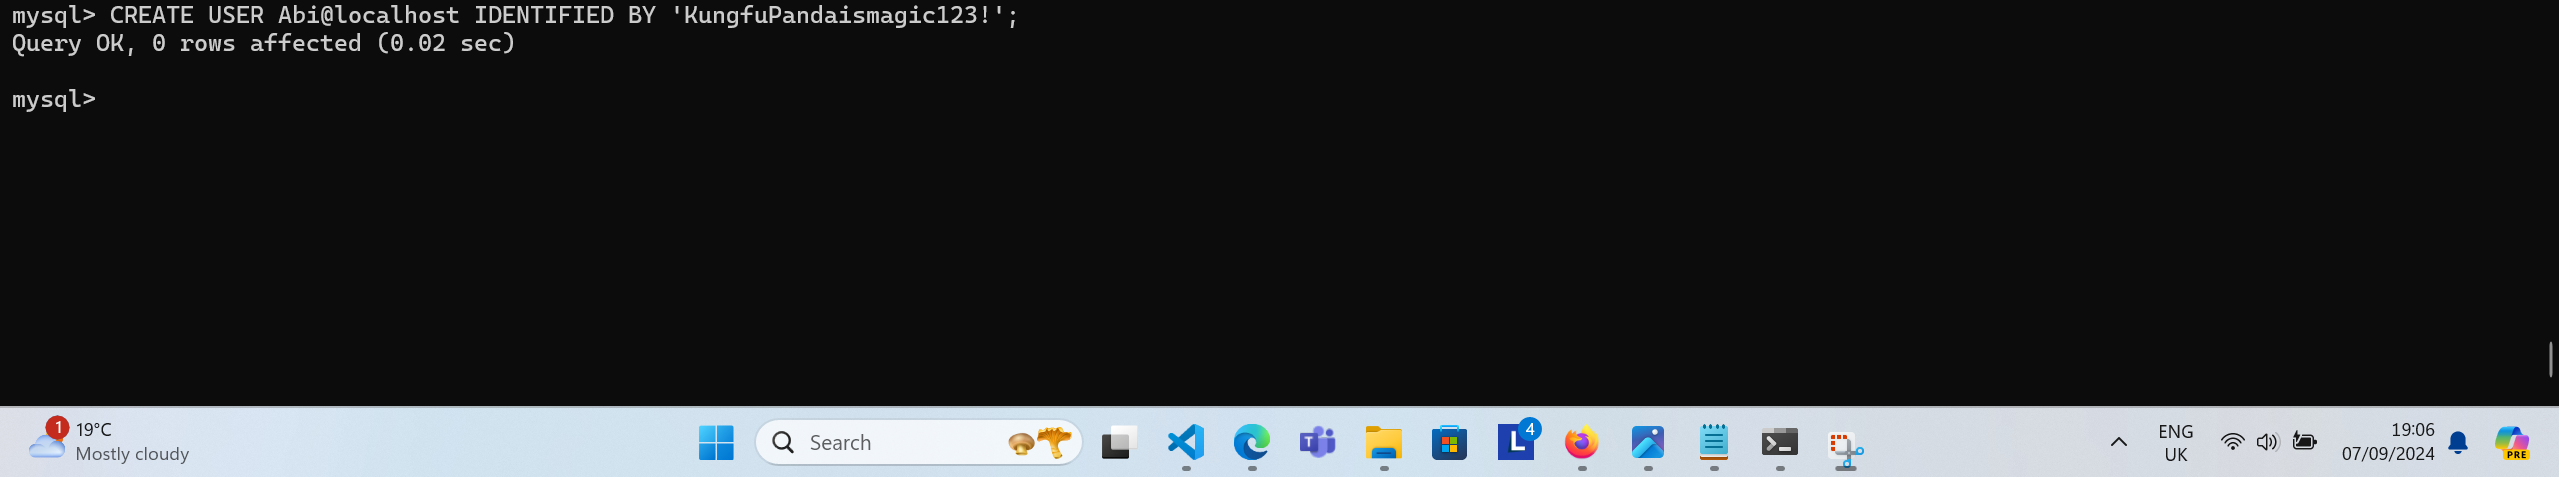 mysql> CREATE USER Abi@localhost IDENTIFIED BY 'KungfuPandaismagic123!';
Query OK, 0 rows affected (0.02 sec)
mysql>
1
19°C
Mostly cloudy
Search
T
L
4
ENG
UK
19:06
07/09/2024
PRE